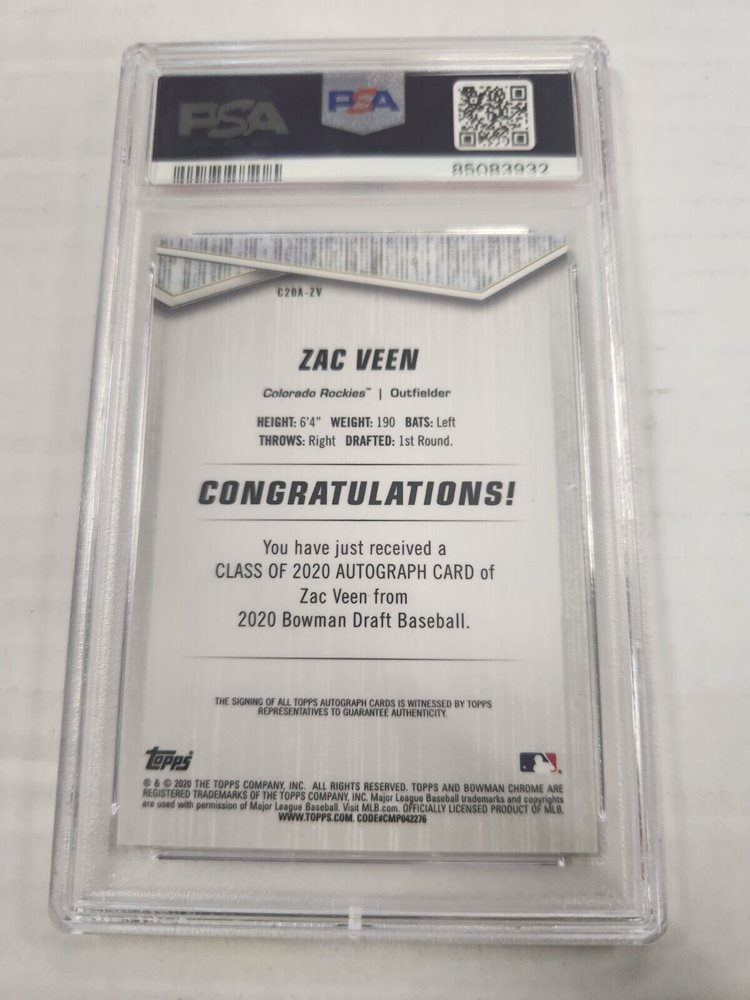 PSA PSA
85083932
C20A-ZV
ZAC VEEN
Colorado Rockies™ | Outfielder
HEIGHT: 6'4" WEIGHT: 190 BATS: Left
THROWS: Right DRAFTED: 1st Round.
CONGRATULATIONS!
You have just received a
CLASS OF 2020 AUTOGRAPH CARD of
Zac Veen from
2020 Bowman Draft Baseball.
THE SIGNING OF ALL TOPPS AUTOGRAPH CARDS IS WITNESSED BY TOPPS
REPRESENTATIVES TO GUARANTEE AUTHENTICITY.
Topps
® & © 2020 THE TOPPS COMPANY, INC. ALL RIGHTS RESERVED. TOPPS AND BOWMAN CHROME ARE
REGISTERED TRADEMARKS OF THE TOPPS COMPANY, INC. Major League Baseball trademarks and copyrights
are used with permission of Major League Baseball. Visit MLB.com. OFFICIALLY LICENSED PRODUCT OF MLB.
WWW.TOPPS.COM. CODE#CMP042276